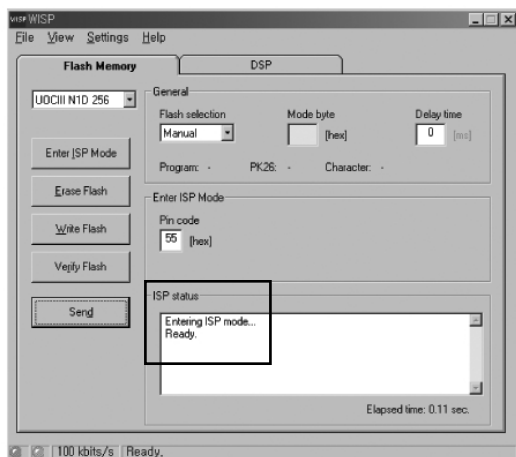 WISP WISP
File View Settings Help
Flash Memory
DSP
UOCIII N1D 256
Enter ISP Mode
Erase Flash
Write Flash
Verify Flash
Send
General
Flash selection
Mode byte
Delay time
Manual
[hex]
0 [ms]
Program: - PK26: - Character: -
Enter ISP Mode
Pin code
55 [hex]
ISP status
Entering ISP mode...
Ready.
Elapsed time: 0.11 sec.
100 kbits/s Ready.